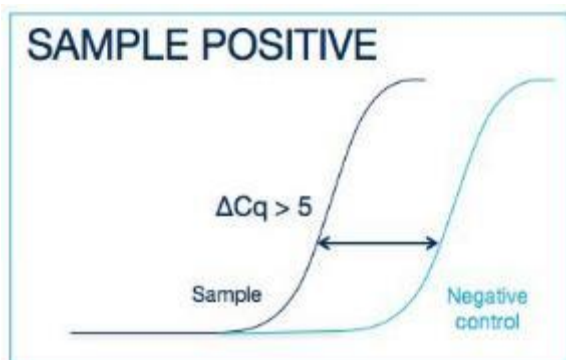 SAMPLE POSITIVE
ΔCq > 5
Sample
Negative
control